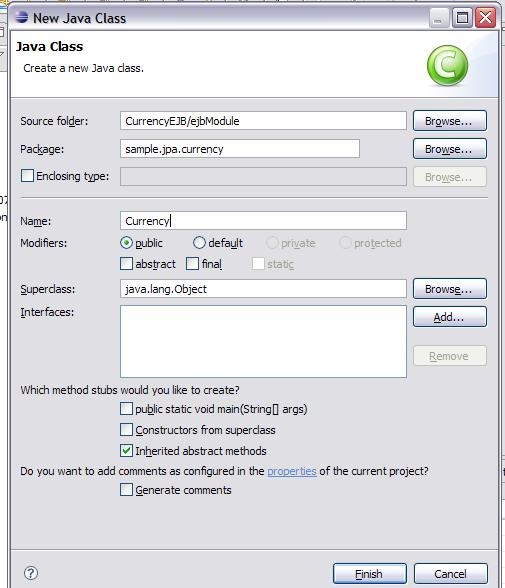 New Java Class
Java Class
Create a new Java class.
C
Source folder: CurrencyEJB/ejbModule Browse...
Package: sample.jpa.currency Browse...
Enclosing type: Browse...
Name: Currency
Modifiers: public default private protected
abstract final static
Superclass: java.lang.Object Browse...
Interfaces: Add...
Remove
Which method stubs would you like to create?
public static void main(String[] args)
Constructors from superclass
Inherited abstract methods
Do you want to add comments as configured in the properties of the current project?
Generate comments
? Finish Cancel